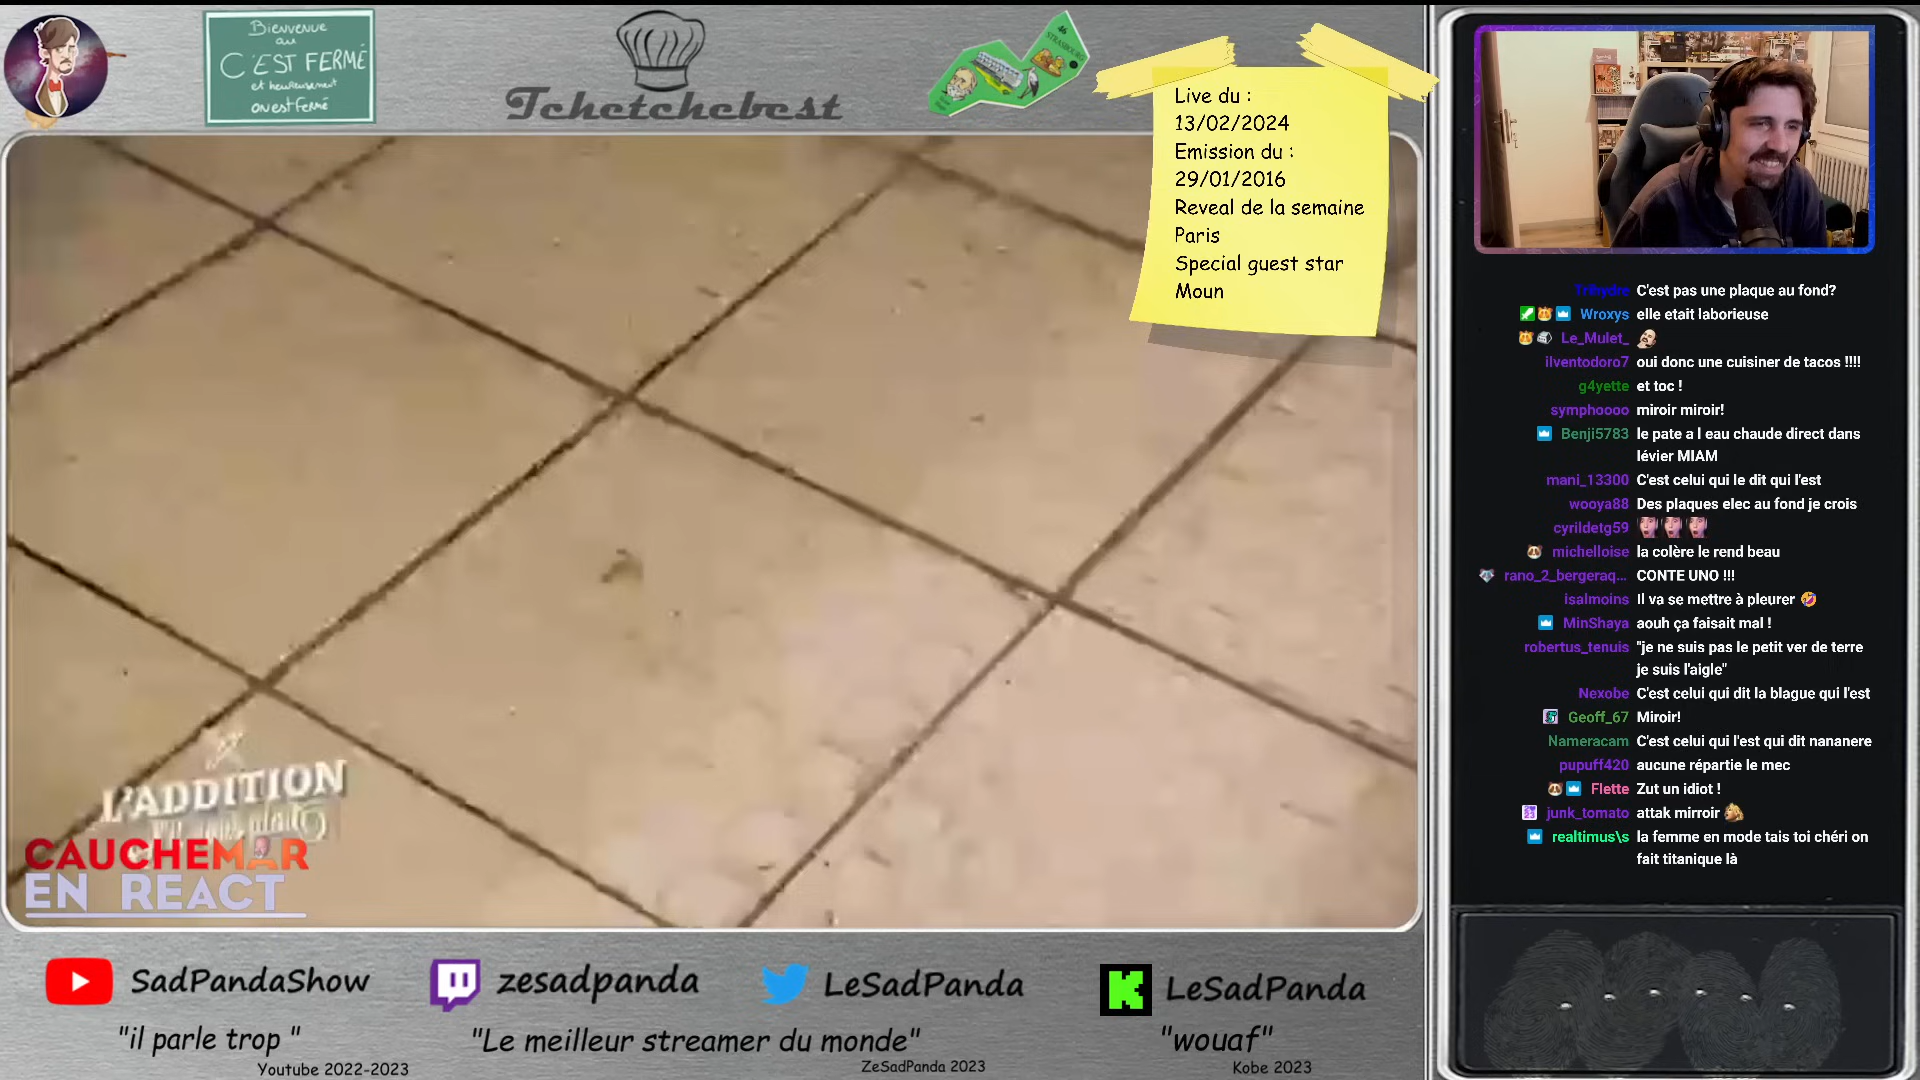 Bienvenue
au
C'EST FERMÉ
et heureusement
on est fermé
Tchetchebest
46
STRASBOURG
Live du :
13/02/2024
Emission du :
29/01/2016
Reveal de la semaine
Paris
Special guest star
Moun
L'ADDITION
CAUCHEMAR
EN REACT
SadPandaShow
zesadpanda
LeSadPanda
LeSadPanda
"il parle trop "
"Le meilleur streamer du monde"
"wouaf"
Youtube 2022-2023
ZeSadPanda 2023
Kobe 2023
Trihydre C'est pas une plaque au fond?
Wroxys elle etait laborieuse
Le_Mulet_
ilventodoro7 oui donc une cuisiner de tacos !!!!
g4yette et toc !
symphoooo miroir miroir!
Benji5783 le pate a l eau chaude direct dans
lévier MIAM
mani_13300 C'est celui qui le dit qui l'est
wooya88 Des plaques elec au fond je crois
cyrildetg59
michelloise la colère le rend beau
rano_2_bergeraq... CONTE UNO !!!
isalmoins Il va se mettre à pleurer 🤣
MinShaya aouh ça faisait mal !
robertus_tenuis "je ne suis pas le petit ver de terre
je suis l'aigle"
Nexobe C'est celui qui dit la blague qui l'est
Geoff_67 Miroir!
Nameracam C'est celui qui l'est qui dit nananere
pupuff420 aucune répartie le mec
Flette Zut un idiot !
junk_tomato attak mirroir
realtimus\s la femme en mode tais toi chéri on
fait titanique là